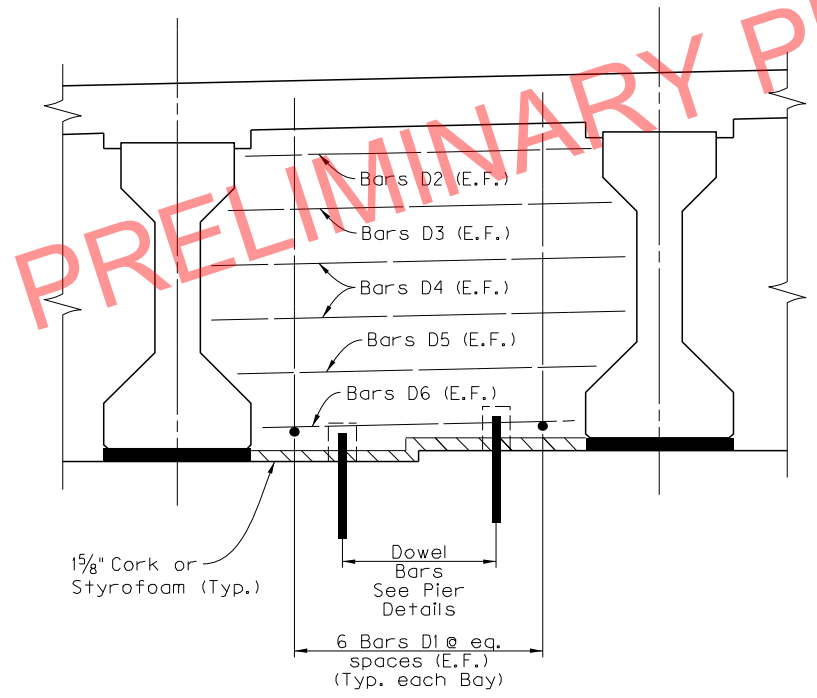 PRELIMINARY P
Bars D2 (E.F.)
Bars D3 (E.F.)
Bars D4 (E.F.)
Bars D5 (E.F.)
Bars D6 (E.F.)
1⅝" Cork or
Styrofoam (Typ.)
Dowel
Bars
See Pier
Details
6 Bars D1 @ eq.
spaces (E.F.)
(Typ. each Bay)